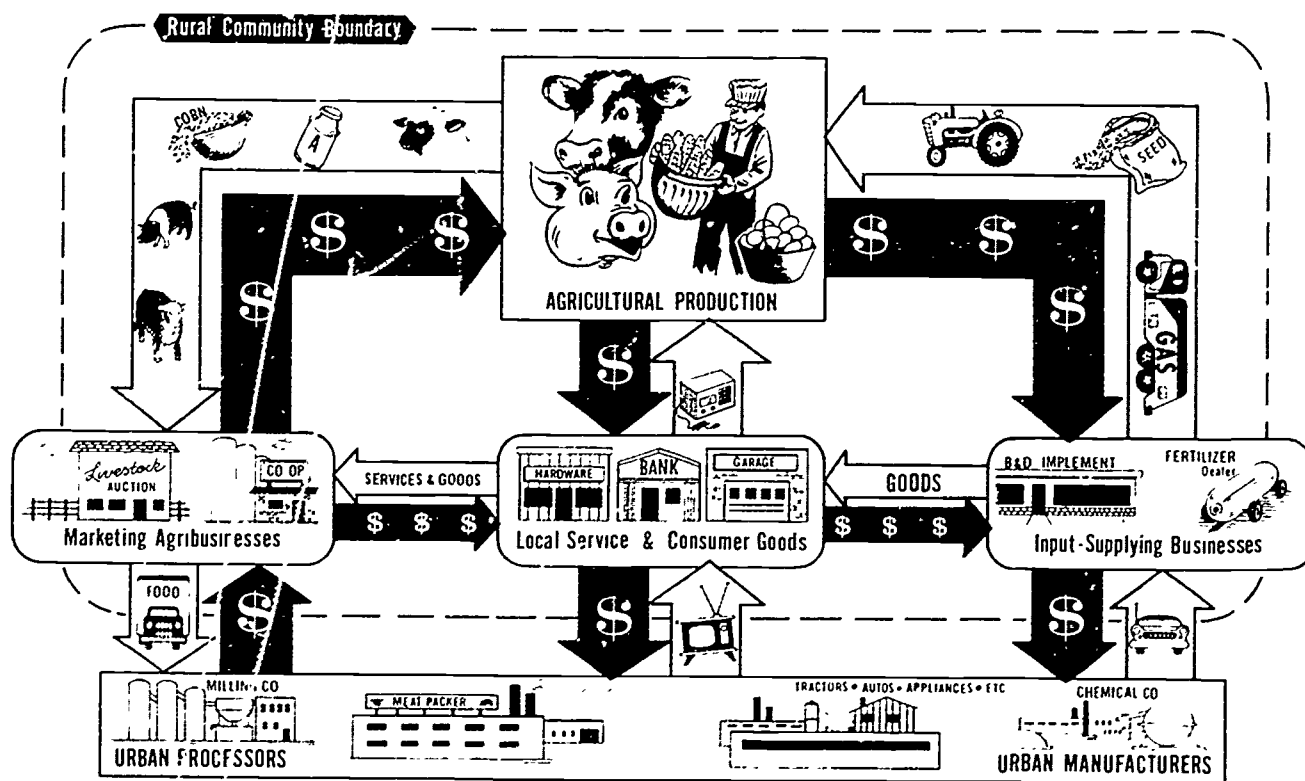 Rural Community Boundary
CORN
A
SEED
GAS
$ $
$ $
$
$
AGRICULTURAL PRODUCTION
$
Livestock
AUCTION
CO OP
Marketing Agribusinesses
SERVICES & GOODS
$ $ $
HARDWARE
BANK
GARAGE
Local Service & Consumer Goods
GOODS
$ $ $
B&D IMPLEMENT
FERTILIZER
Dealer
Input-Supplying Businesses
FOOD
$
$
$
MILLING CO
URBAN PROCESSORS
MEAT PACKER
TRACTORS • AUTOS • APPLIANCES • ETC
CHEMICAL CO
URBAN MANUFACTURERS